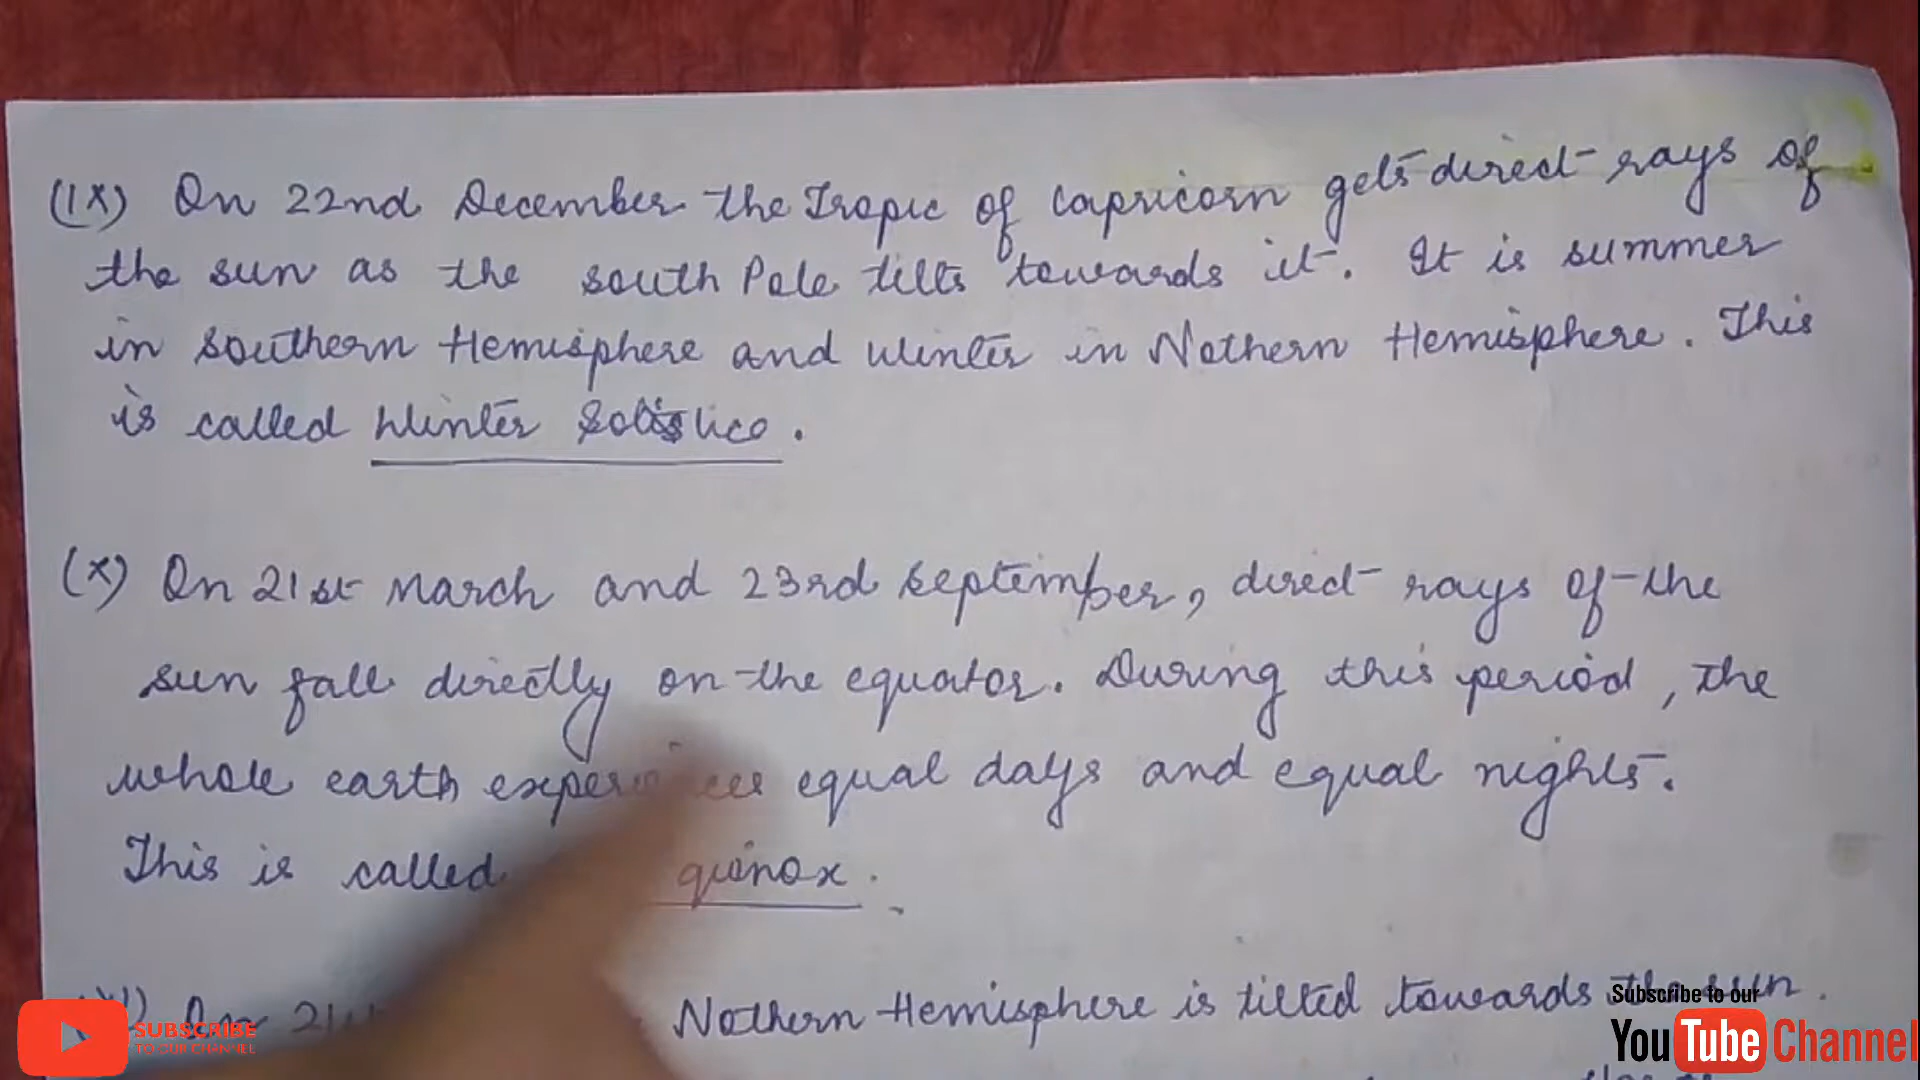 (IX) On 22nd December the Tropic of Capricorn gets direct rays of
the sun as the south Pole tilts towards it. It is summer
in Southern Hemisphere and Winter in Nothern Hemisphere. This
is called Winter Solistice.
(X) On 21st March and 23rd September, direct rays of the
sun fall directly on the equator. During this period, the
whole earth equal days and equal nights.
This is called quinox.
On Nothern Hemisphere is tilted towards the sun.
SUBSCRIBE
TO OUR CHANNEL
Subscribe to our
YouTube Channel